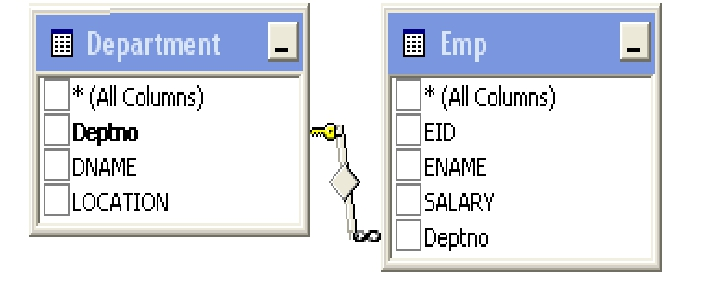 Department
* (All Columns)
Deptno
DNAME
LOCATION
Emp
* (All Columns)
EID
ENAME
SALARY
Deptno